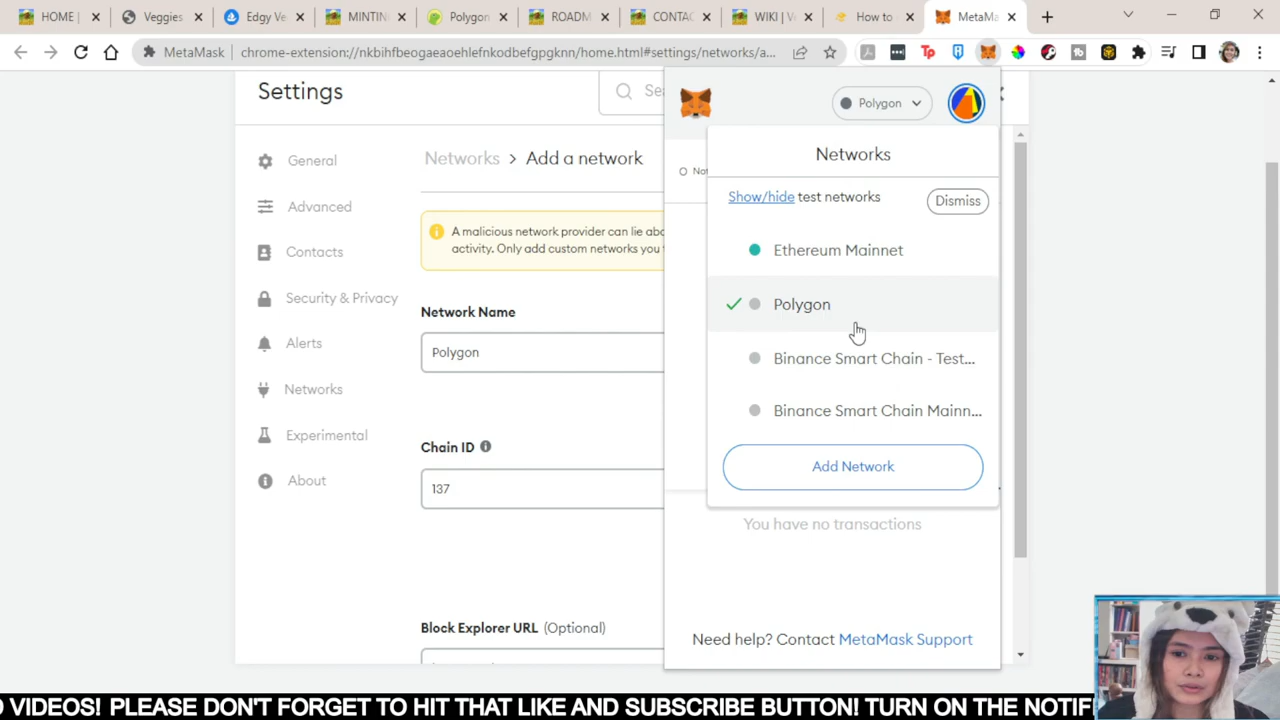 HOME |
Veggies
Edgy Ve
MINTIN
Polygon
ROADM
CONTAC
WIKI | V
How to
MetaMa
MetaMask
chrome-extension://nkbihfbeogaeaoehlefnkodbefgpgknn/home.html#settings/networks/a...
Settings
Sea
Polygon
General
Advanced
Contacts
Security & Privacy
Alerts
Networks
Experimental
About
Networks > Add a network
A malicious network provider can lie abo
activity. Only add custom networks you
Network Name
Polygon
Chain ID
137
Block Explorer URL (Optional)
Networks
Show/hide test networks
Dismiss
Ethereum Mainnet
Polygon
Binance Smart Chain - Test...
Binance Smart Chain Mainn...
Add Network
You have no transactions
Need help? Contact MetaMask Support
VIDEOS! PLEASE DON'T FORGET TO HIT THAT LIKE AND SUBSCRIBE BUTTON! TURN ON THE NOTIF